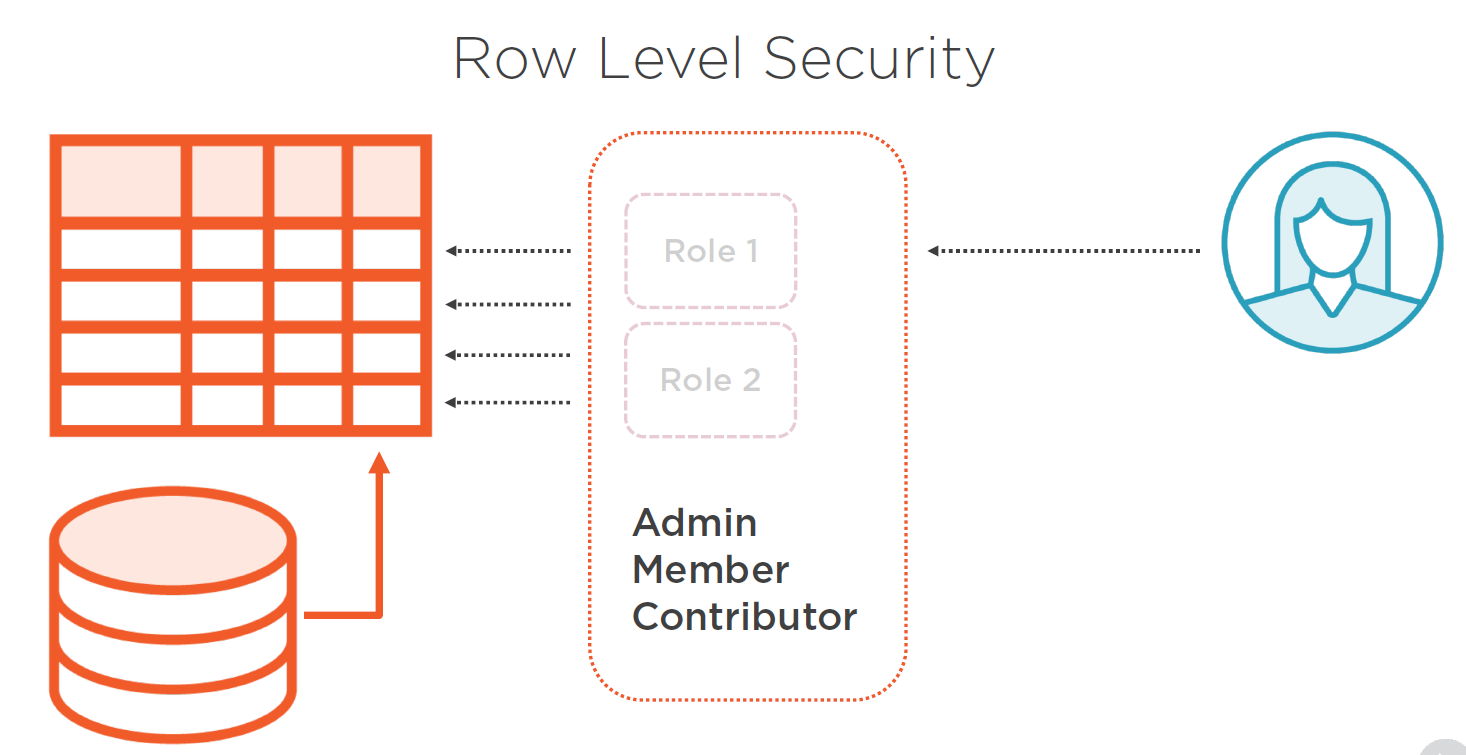 Row Level Security
Role 1
Role 2
Admin
Member
Contributor